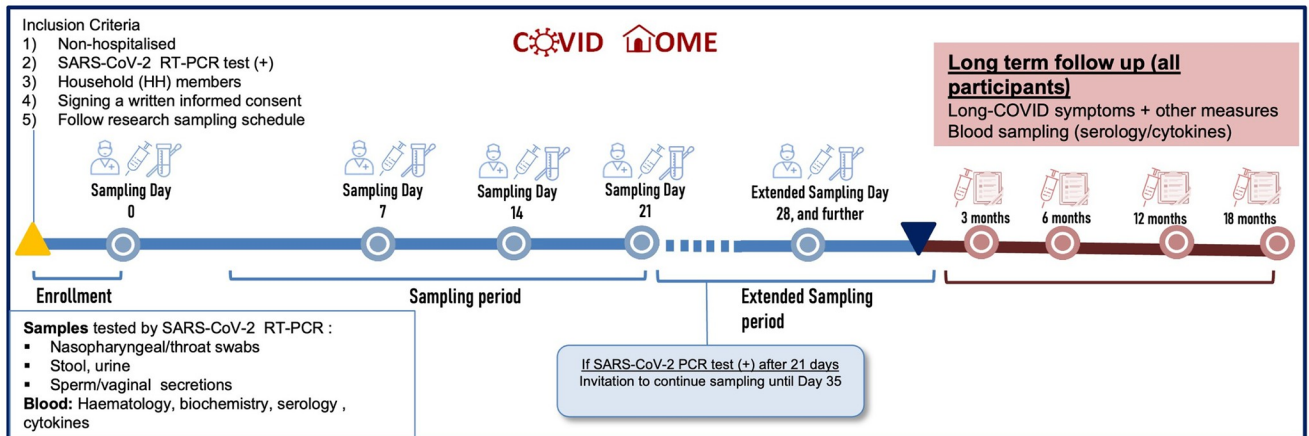 Inclusion Criteria
1) Non-hospitalised
2) SARS-CoV-2 RT-PCR test (+)
3) Household (HH) members
4) Signing a written informed consent
5) Follow research sampling schedule
COVID HOME
Long term follow up (all
participants)
Long-COVID symptoms + other measures
Blood sampling (serology/cytokines)
Sampling Day
0
Sampling Day
7
Sampling Day
14
Sampling Day
21
Extended Sampling Day
28, and further
3 months
6 months
12 months
18 months
Enrollment
Sampling period
Extended Sampling
period
Samples tested by SARS-CoV-2 RT-PCR :
▪ Nasopharyngeal/throat swabs
▪ Stool, urine
▪ Sperm/vaginal secretions
Blood: Haematology, biochemistry, serology ,
cytokines
If SARS-CoV-2 PCR test (+) after 21 days
Invitation to continue sampling until Day 35